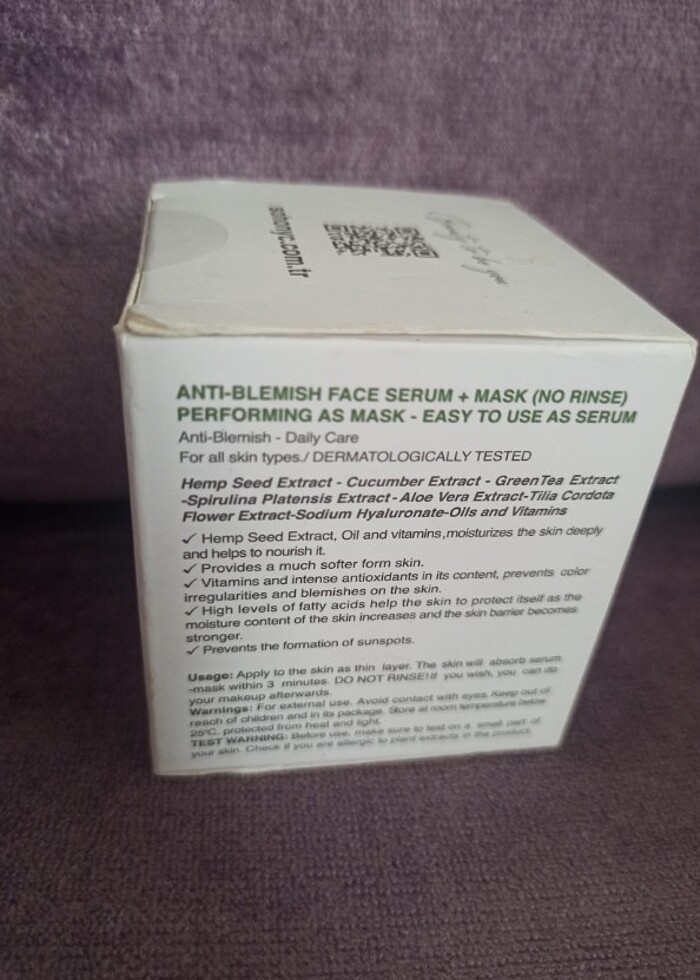 sohonyc.com.tr
ANTI-BLEMISH FACE SERUM + MASK (NO RINSE)
PERFORMING AS MASK - EASY TO USE AS SERUM
Anti-Blemish - Daily Care
For all skin types./ DERMATOLOGICALLY TESTED
Hemp Seed Extract - Cucumber Extract - GreenTea Extract
-Spirulina Platensis Extract-Aloe Vera Extract-Tilia Cordota
Flower Extract-Sodium Hyaluronate-Oils and Vitamins
✓ Hemp Seed Extract, Oil and vitamins,moisturizes the skin deeply
and helps to nourish it.
✓ Provides a much softer form skin.
✓ Vitamins and intense antioxidants in its content, prevents color
irregularities and blemishes on the skin.
✓ High levels of fatty acids help the skin to protect itself as the
moisture content of the skin increases and the skin barrier becomes
stronger.
✓ Prevents the formation of sunspots.
Usage: Apply to the skin as thin layer. The skin will absorb serum
-mask within 3 minutes. DO NOT RINSE!If you wish, you can do
your makeup afterwards.
Warnings: For external use. Avoid contact with eyes. Keep out of
reach of children and in its package. Store at room temperature below
25°C, protected from heat and light.
TEST WARNING: Before use, make sure to test on a small part of
your skin. Check if you are allergic to plant extracts in the product.